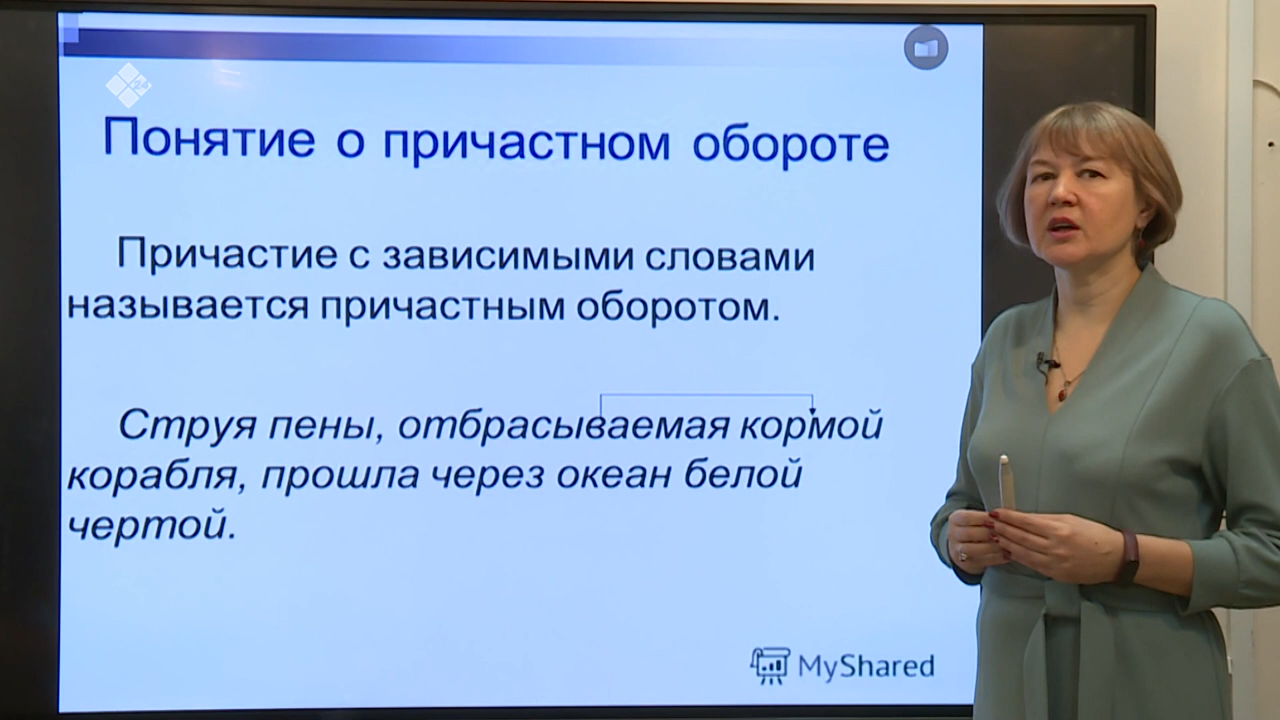 24
Понятие о причастном обороте
Причастие с зависимыми словами
называется причастным оборотом.
Струя пены, отбрасываемая кормой
корабля, прошла через океан белой
чертой.
MyShared